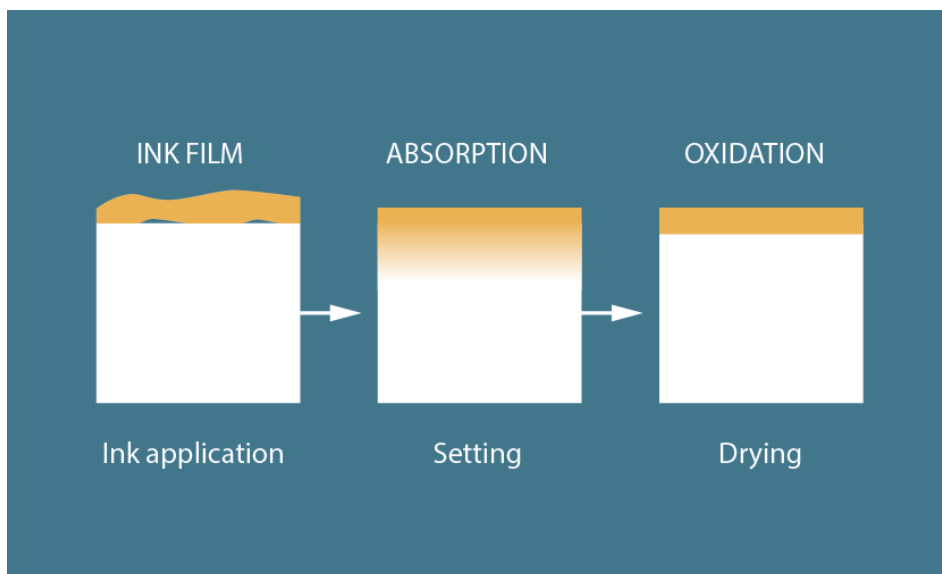 INK FILM
ABSORPTION
OXIDATION
Ink application
Setting
Drying